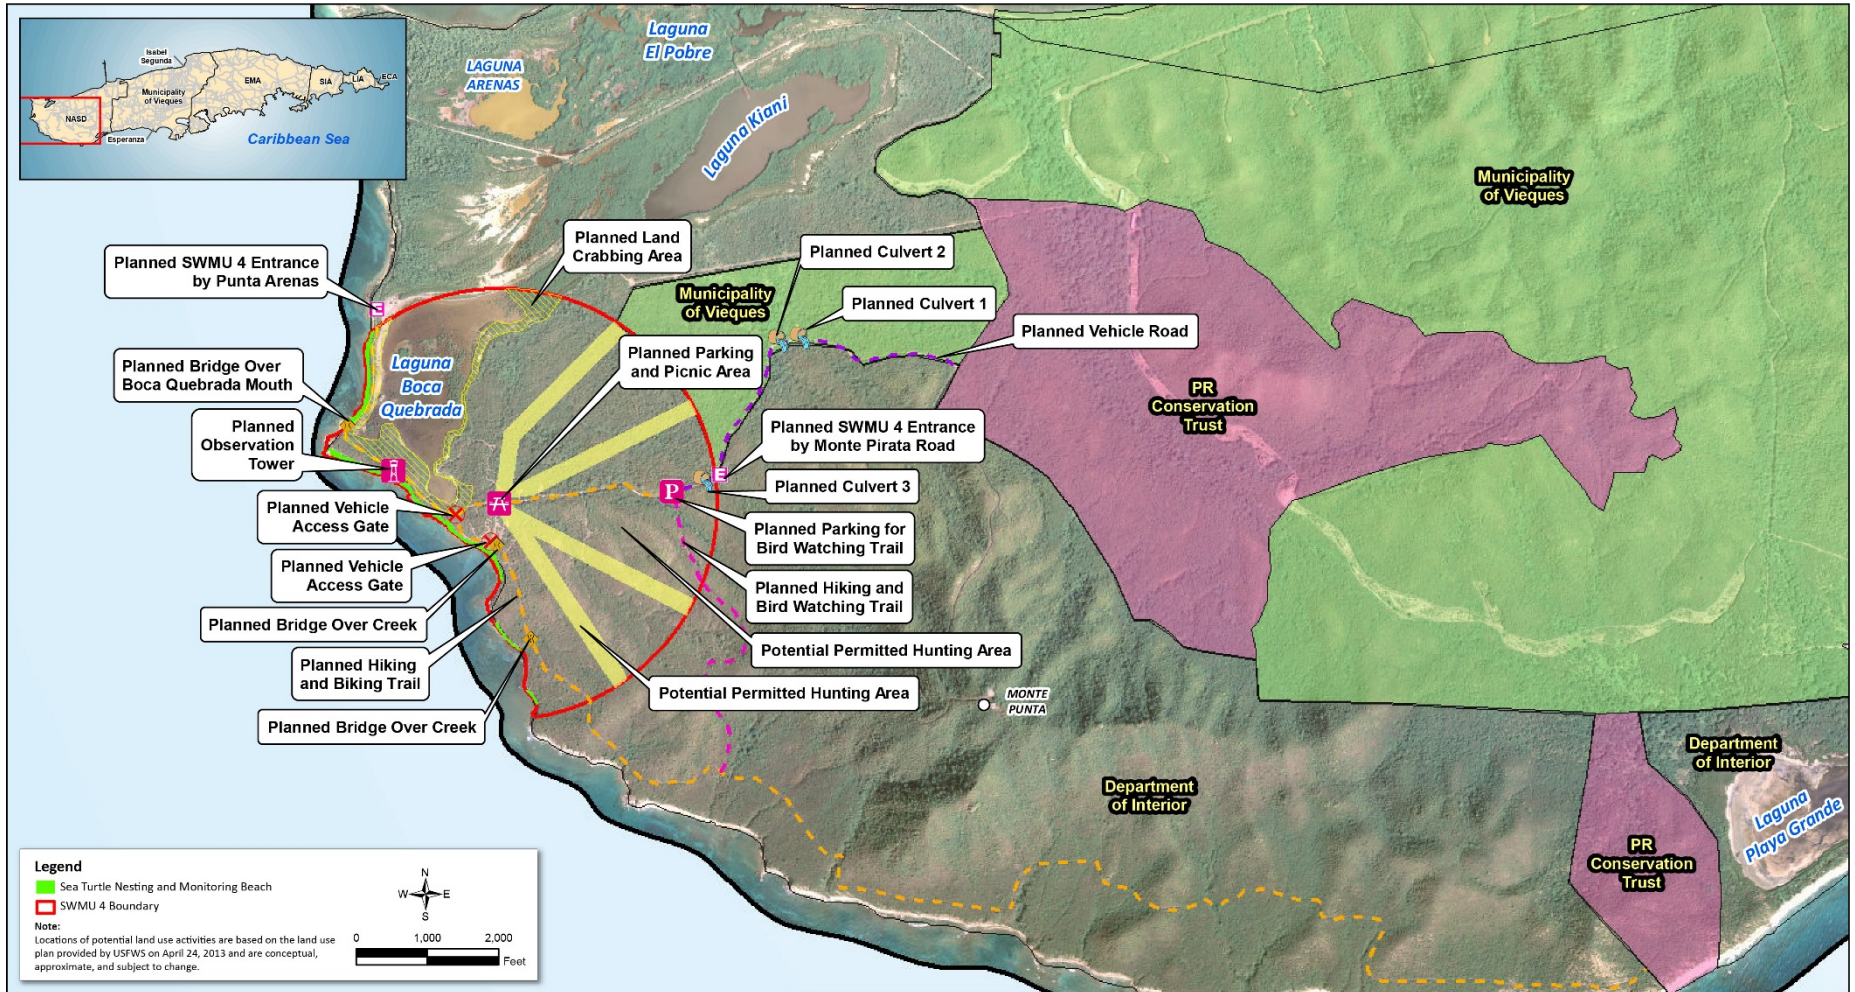 Isabel
Segunda
Municipality
of Vieques
NASD
Esperanza
EMA
SIA
LIA
ECA
Caribbean Sea
Laguna
El Pobre
LAGUNA
ARENAS
Laguna Kiani
Municipality
of Vieques
Planned Land
Crabbing Area
Planned Culvert 2
Planned SWMU 4 Entrance
by Punta Arenas
E
Municipality
of Vieques
Planned Culvert 1
Planned Vehicle Road
Planned Parking
and Picnic Area
Planned Bridge Over
Boca Quebrada Mouth
Laguna
Boca
Quebrada
PR
Conservation
Trust
Planned
Observation
Tower
Planned SWMU 4 Entrance
by Monte Pirata Road
E
P
Planned Culvert 3
Planned Vehicle
Access Gate
Planned Parking for
Bird Watching Trail
Planned Vehicle
Access Gate
Planned Hiking and
Bird Watching Trail
Planned Bridge Over Creek
Potential Permitted Hunting Area
Planned Hiking
and Biking Trail
Potential Permitted Hunting Area
MONTE
PUNTA
Planned Bridge Over Creek
Department
of Interior
Department
of Interior
Laguna
Playa Grande
PR
Conservation
Trust
Legend
Sea Turtle Nesting and Monitoring Beach
SWMU 4 Boundary
Note:
Locations of potential land use activities are based on the land use
plan provided by USFWS on April 24, 2013 and are conceptual,
approximate, and subject to change.
N
W E
S
0 1,000 2,000
Feet